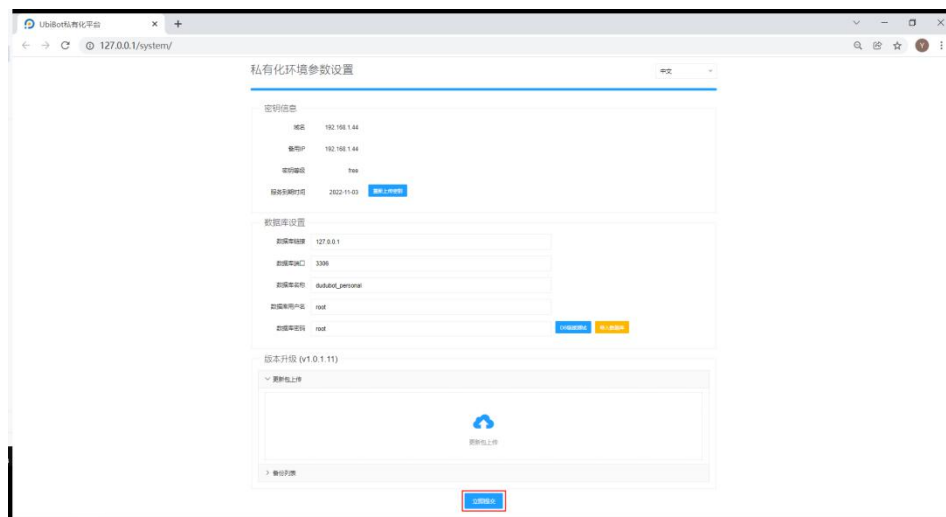 UbiBot私有化平台
127.0.0.1/system/
Y
私有化环境参数设置
中文
密钥信息
域名 192.168.1.44
备用IP 192.168.1.44
密钥等级 free
服务到期时间 2022-11-03 重新上传密钥
数据库设置
数据库链接 127.0.0.1
数据库端口 3306
数据库名称 dudubot_personal
数据库用户名 root
数据库密码 root 导入数据库
版本升级 (v1.0.1.11)
更新包上传
更新包上传
备份列表
立即提交